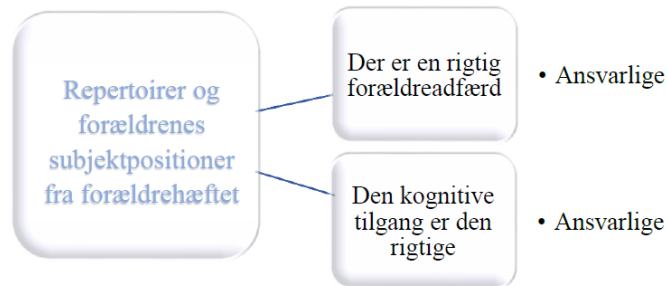 Repertoirer og
forældrenes
subjektpositioner
fra forældrehæftet
Der er en rigtig
forældreadfærd
• Ansvarlige
Den kognitive
tilgang er den
rigtige
• Ansvarlige